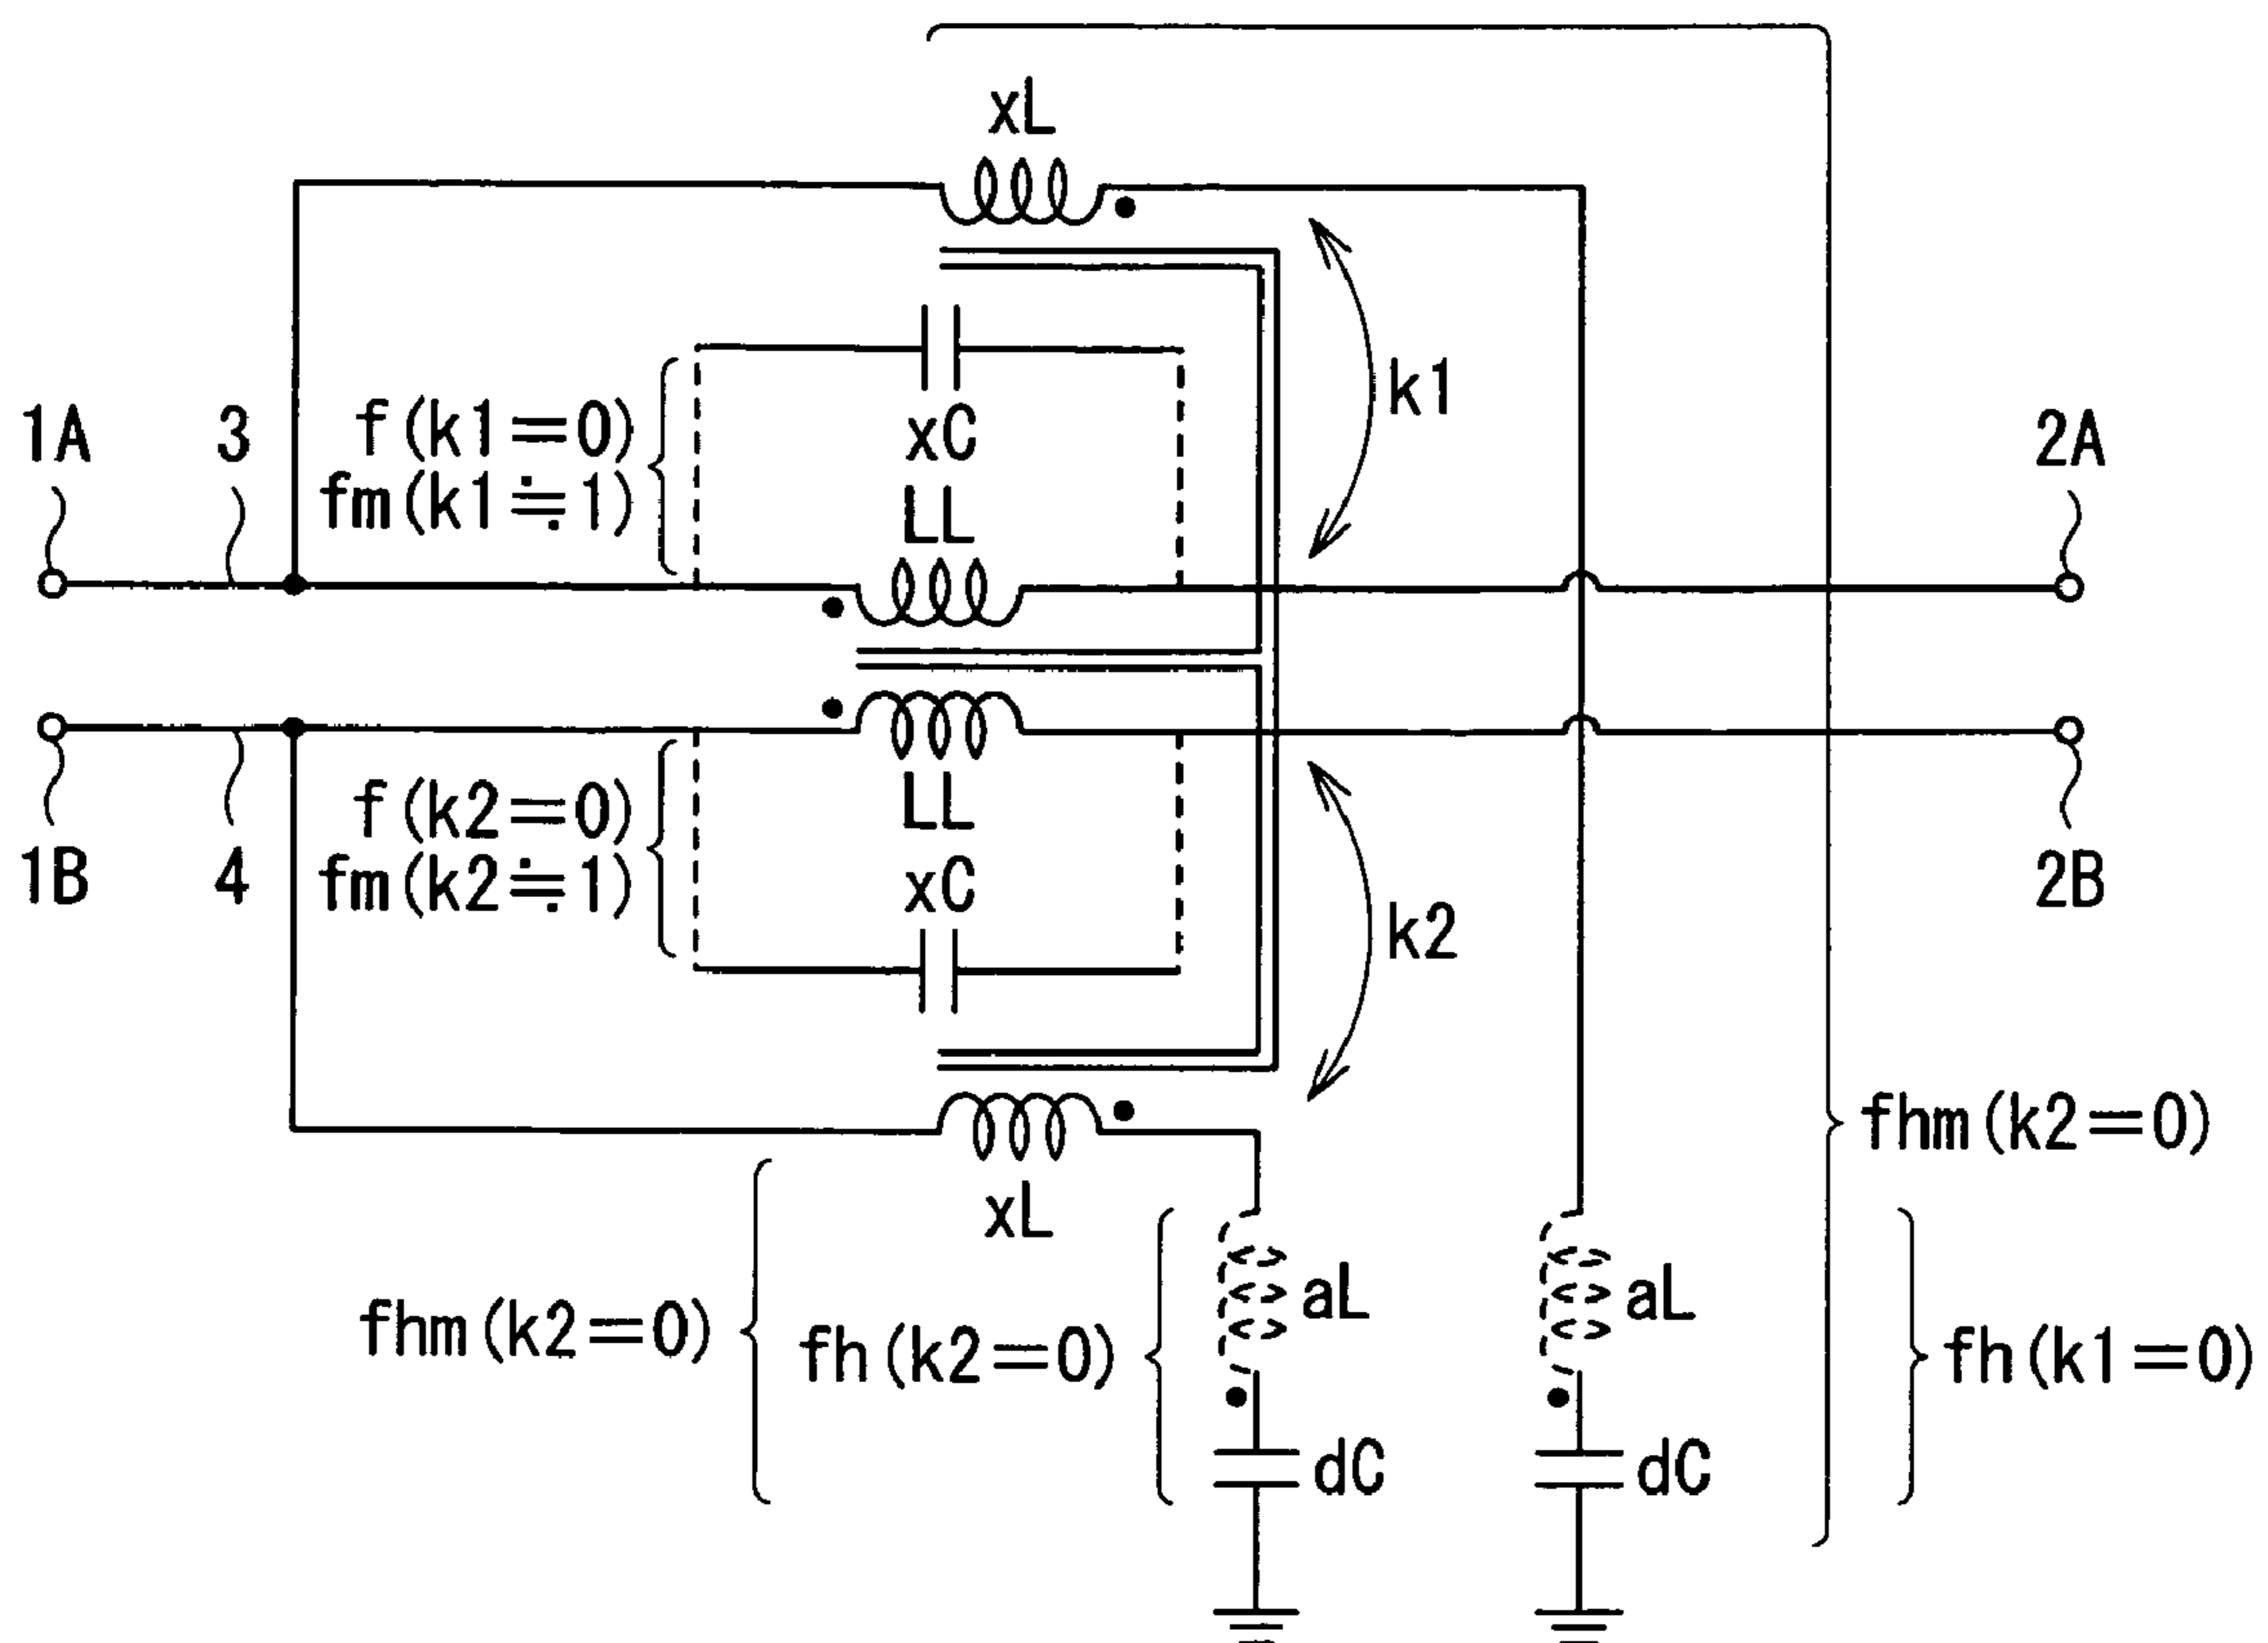 xL
k1
f(k1=0)
fm(k1≒1)
xC
LL
1A
3
2A
1B
4
2B
f(k2=0)
fm(k2≒1)
LL
xC
k2
fhm(k2=0)
xL
fhm(k2=0)
fh(k2=0)
aL
aL
fh(k1=0)
dC
dC